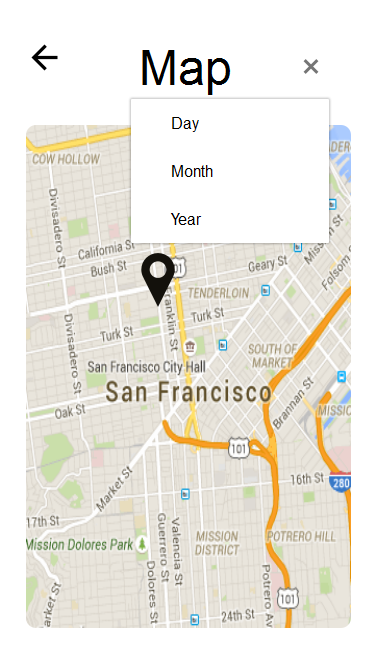 Map
Day
Month
Year
COW HOLLOW
Divisadero St
California St
Bush St
101
Geary St
Mission St
Folsom
TENDERLOIN
Franklin St
Divisadero St
Turk St
Turk St
San Francisco City Hall
SOUTH OF
MARKET
San Francisco
Oak St
Brannan St
MISSIO
101
Market St
16th St
280
17th St
Mission Dolores Park
Guerrero St
Valencia St
MISSION
DISTRICT
POTRERO HILL
Dolores St
Potrero Av
arket St
101
24th St